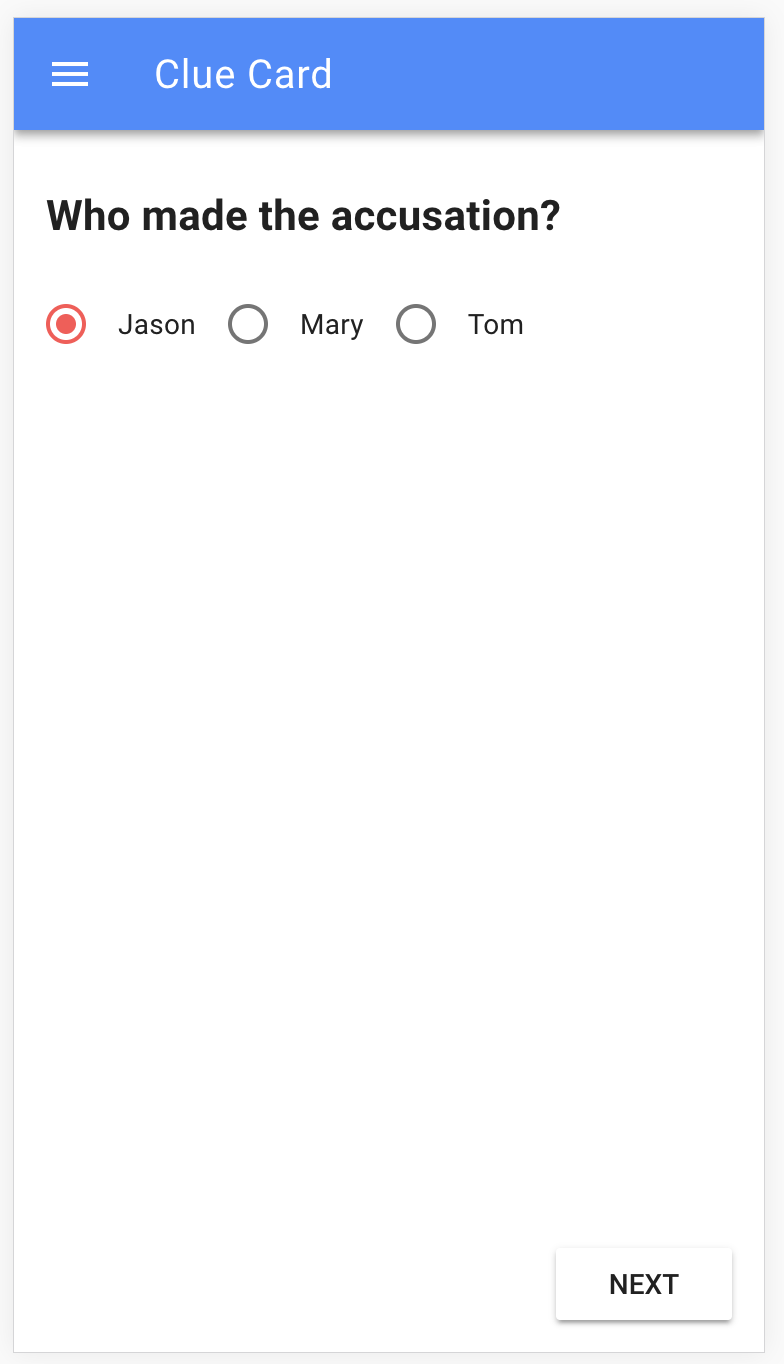 Clue Card
Who made the accusation?
Jason Mary Tom
NEXT